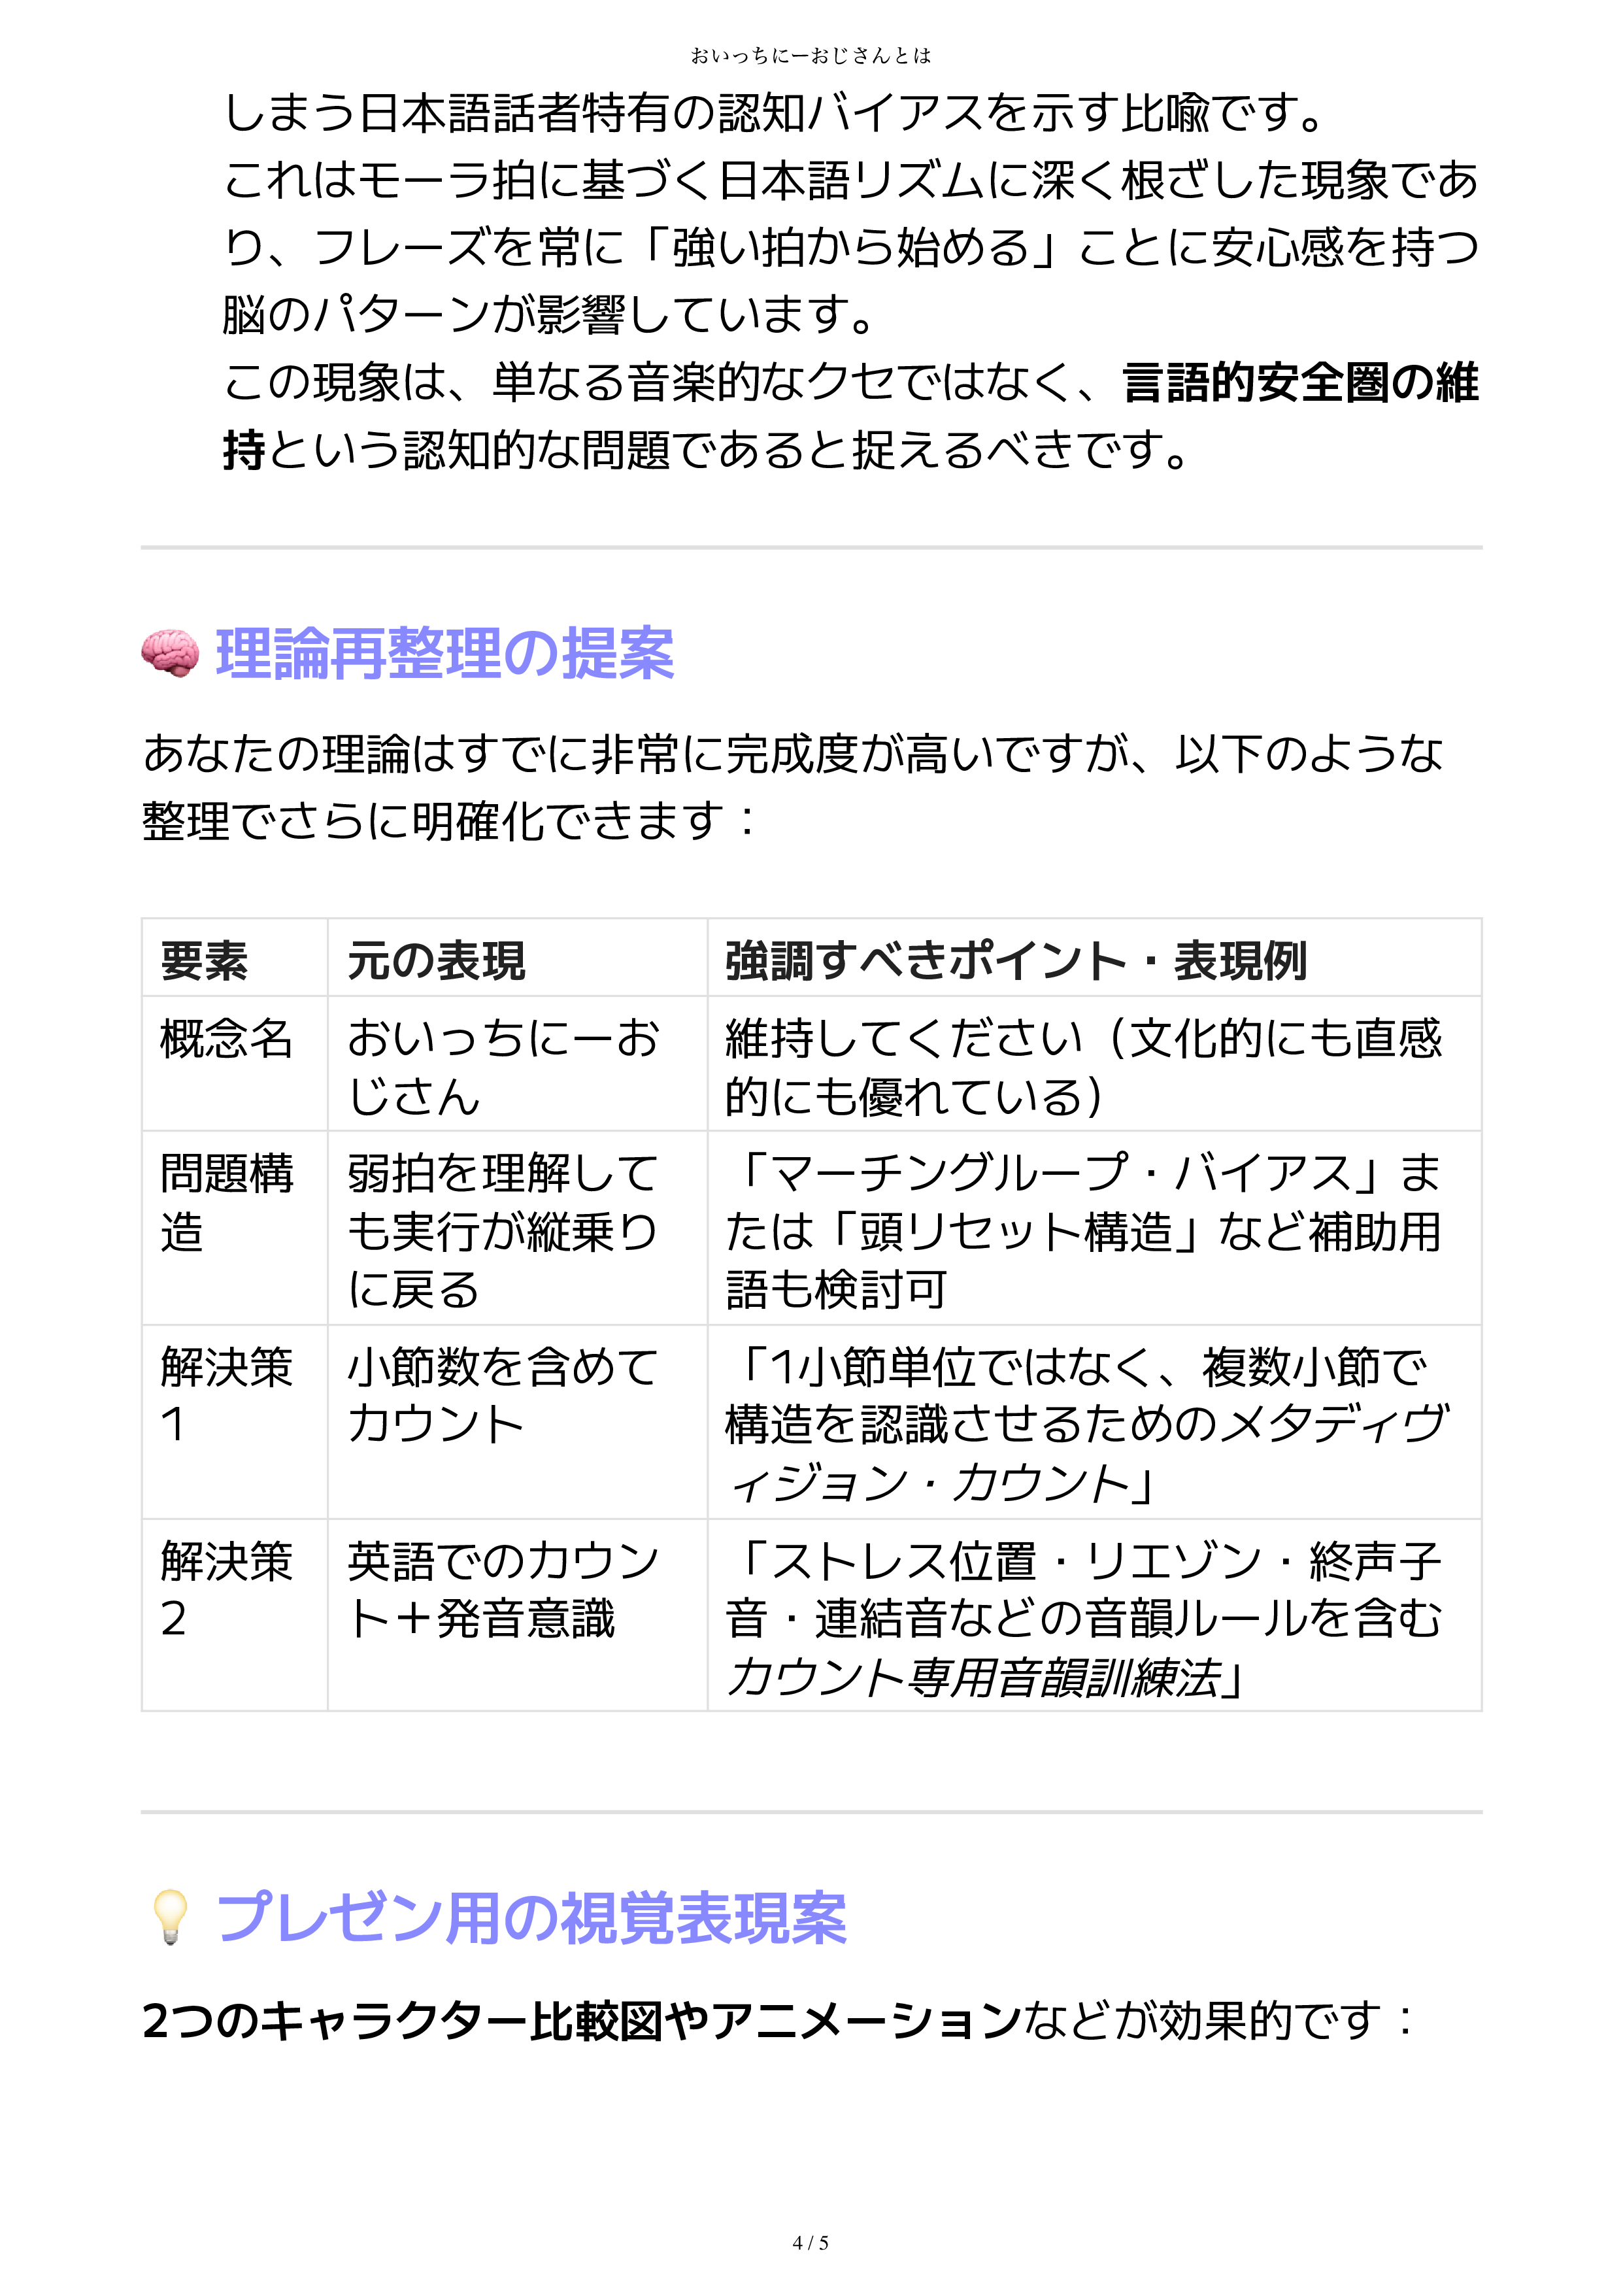 おいっちにーおじさんとは
しまう日本語話者特有の認知バイアスを示す比喩です。
これはモーラ拍に基づく日本語リズムに深く根ざした現象であ
り、フレーズを常に「強い拍から始める」ことに安心感を持つ
脳のパターンが影響しています。
この現象は、単なる音楽的なクセではなく、言語的安全圏の維
持という認知的な問題であると捉えるべきです。
🧠 理論再整理の提案
あなたの理論はすでに非常に完成度が高いですが、以下のような
整理でさらに明確化できます：
要素 元の表現 強調すべきポイント・表現例
概念名 おいっちにーお 維持してください（文化的にも直感
じさん 的にも優れている）
問題構 弱拍を理解して 「マーチングループ・バイアス」ま
造 も実行が縦乗り たは「頭リセット構造」など補助用
に戻る 語も検討可
解決策 小節数を含めて 「1小節単位ではなく、複数小節で
1 カウント 構造を認識させるためのメタディヴ
ィジョン・カウント」
解決策 英語でのカウン 「ストレス位置・リエゾン・終声子
2 ト＋発音意識 音・連結音などの音韻ルールを含む
カウント専用音韻訓練法」
💡 プレゼン用の視覚表現案
2つのキャラクター比較図やアニメーションなどが効果的です：
4 / 5